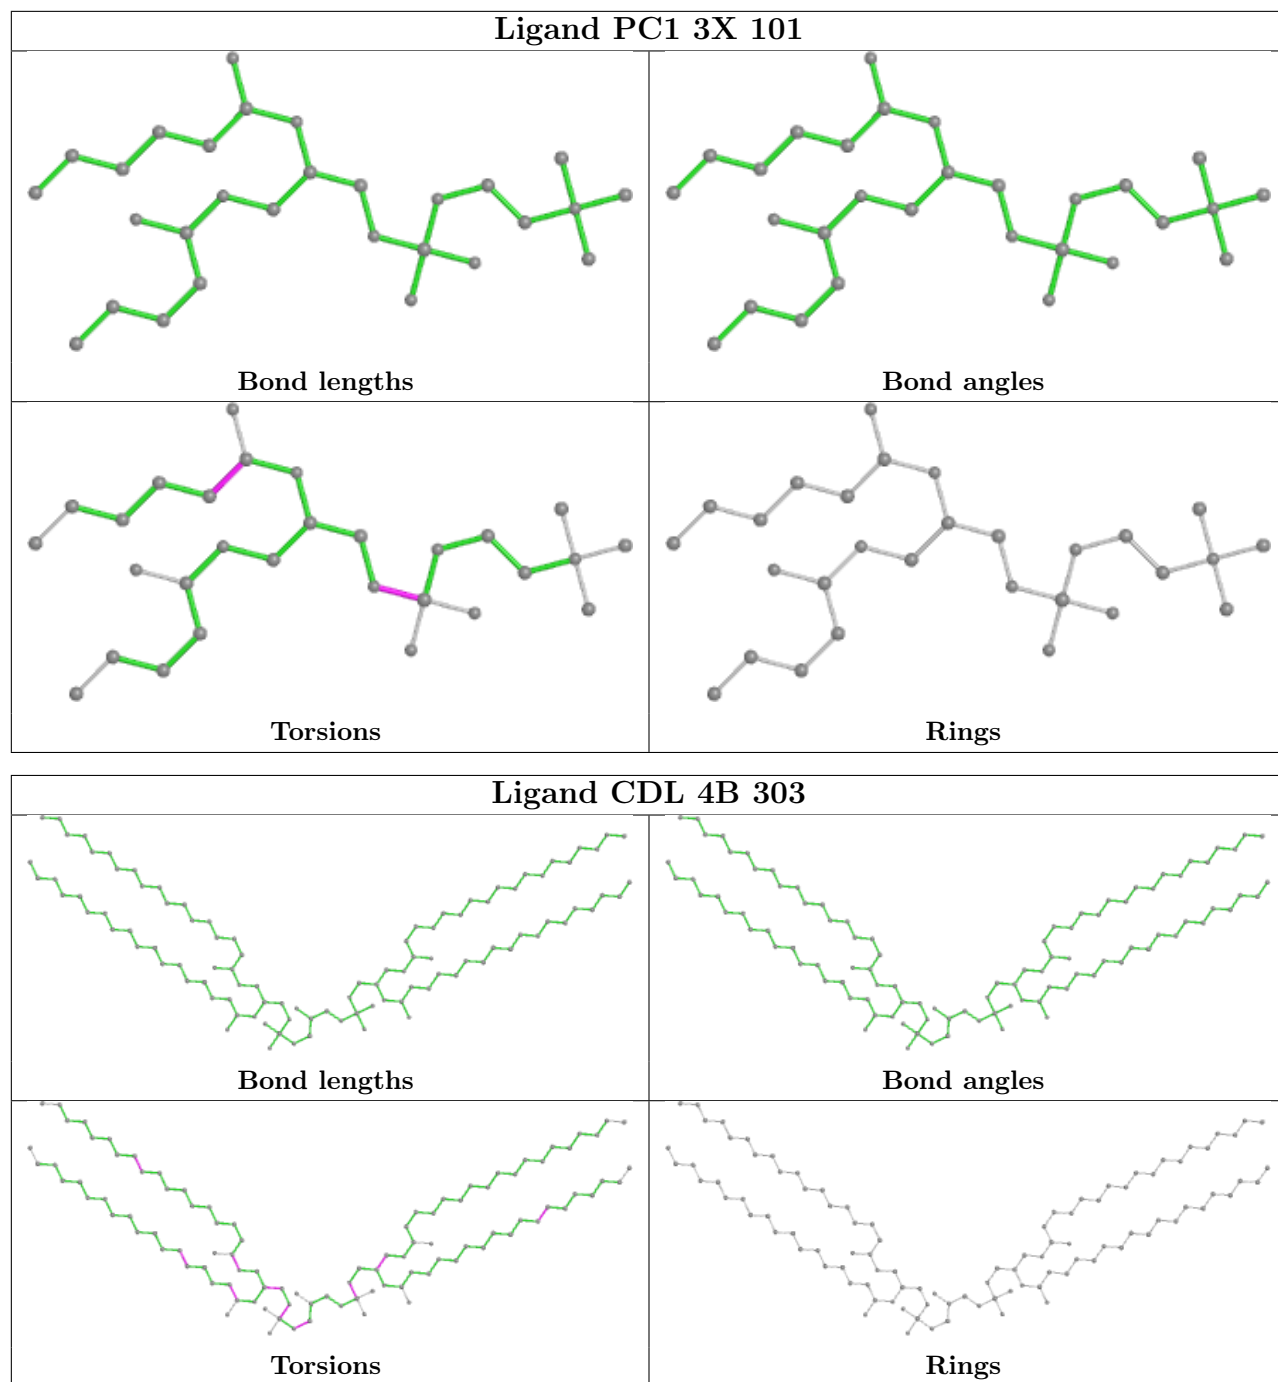 Ligand PC1 3X 101
Bond lengths
Bond angles
Torsions
Rings
Ligand CDL 4B 303
Bond lengths
Bond angles
Torsions
Rings